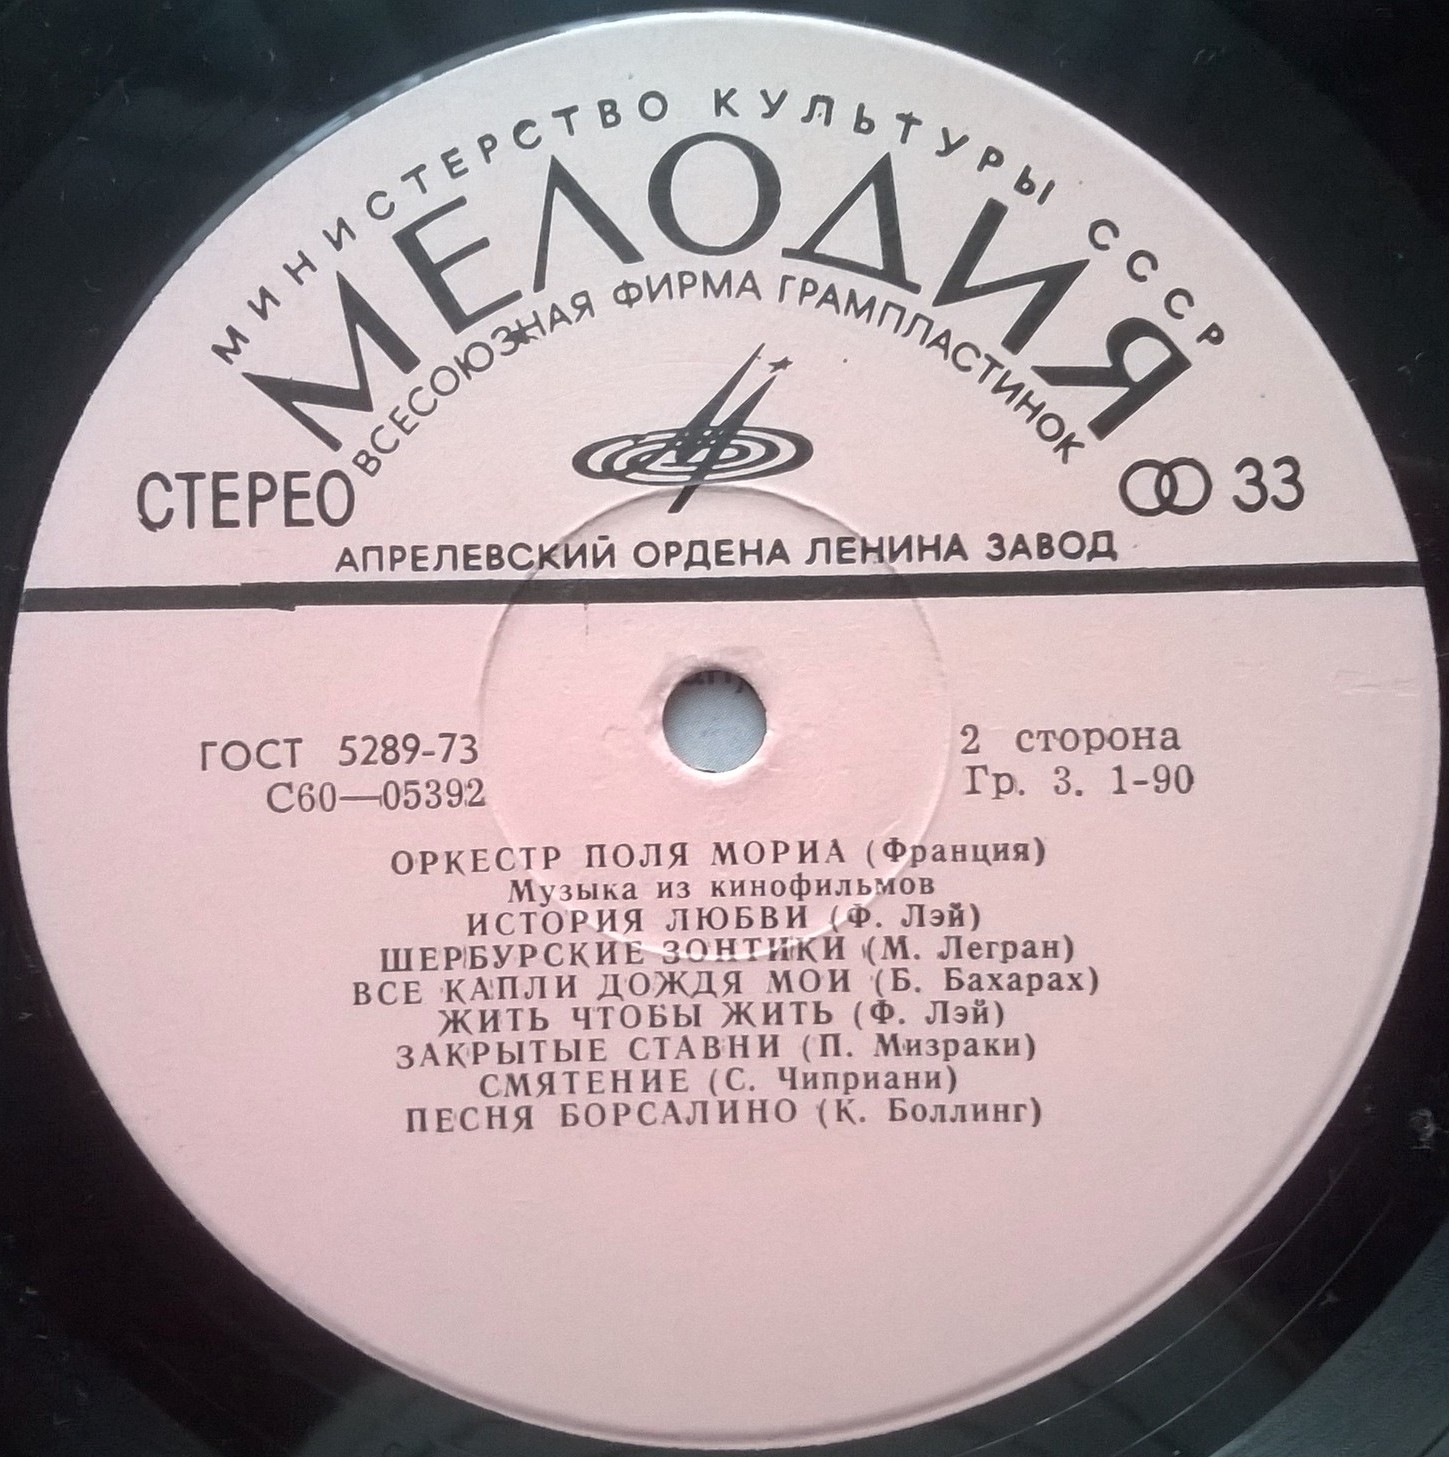 МИНИСТЕРСТВО КУЛЬТУРЫ СССР
МЕЛОДИЯ
ВСЕСОЮЗНАЯ ФИРМА ГРАМПЛАСТИНОК
СТЕРЕО
33
АПРЕЛЕВСКИЙ ОРДЕНА ЛЕНИНА ЗАВОД
ГОСТ 5289-73
С60—05392
2 сторона
Гр. 3. 1-90
ОРКЕСТР ПОЛЯ МОРИА (Франция)
Музыка из кинофильмов
ИСТОРИЯ ЛЮБВИ (Ф. Лэй)
ШЕРБУРСКИЕ ЗОНТИКИ (М. Легран)
ВСЕ КАПЛИ ДОЖДЯ МОИ (Б. Бахарах)
ЖИТЬ ЧТОБЫ ЖИТЬ (Ф. Лэй)
ЗАКРЫТЫЕ СТАВНИ (П. Мизраки)
СМЯТЕНИЕ (С. Чиприани)
ПЕСНЯ БОРСАЛИНО (К. Боллинг)